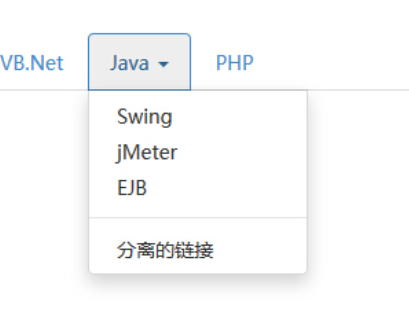 VB.Net Java PHP
Swing
jMeter
EJB
分离的链接